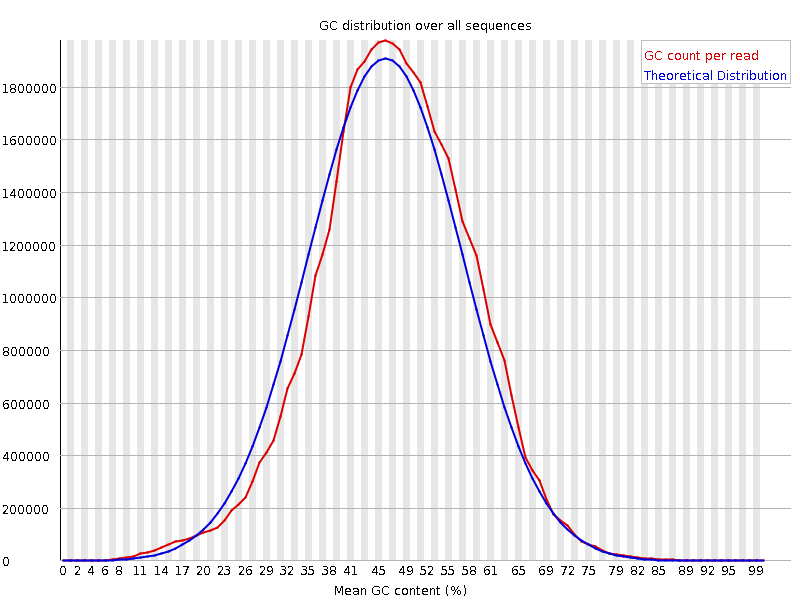 GC distribution over all sequences
GC count per read
Theoretical Distribution
1800000
1600000
1400000
1200000
1000000
800000
600000
400000
200000
0
0 2 4 6 8 11 14 17 20 23 26 29 32 35 38 41 45 49 52 55 58 61 65 69 72 75 79 82 85 89 92 95 99
Mean GC content (%)